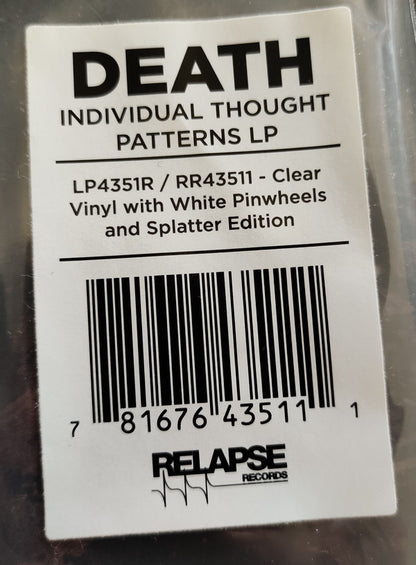 DEATH
INDIVIDUAL THOUGHT
PATTERNS LP
LP4351R / RR43511 - Clear
Vinyl with White Pinwheels
and Splatter Edition
7 81676 43511 1
RELAPSE
RECORDS